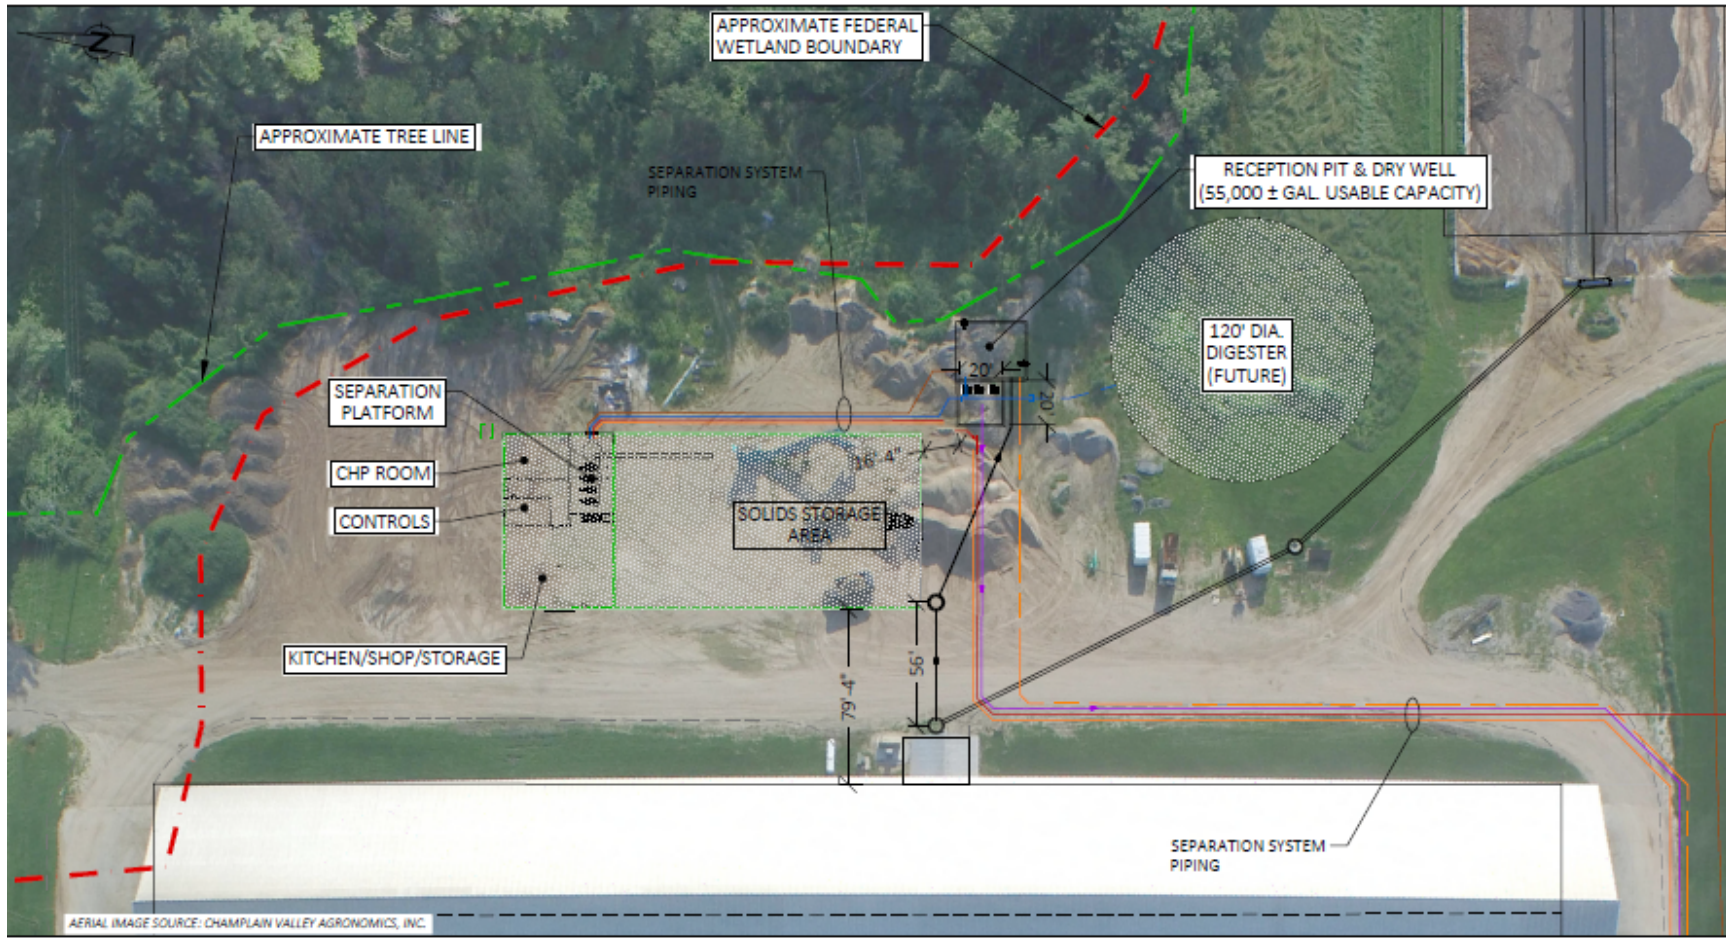 N
APPROXIMATE FEDERAL
WETLAND BOUNDARY
APPROXIMATE TREE LINE
SEPARATION SYSTEM
PIPING
RECEPTION PIT & DRY WELL
(55,000 ± GAL. USABLE CAPACITY)
120' DIA.
DIGESTER
(FUTURE)
20'
20'
SEPARATION
PLATFORM
16'-4"
CHP ROOM
CONTROLS
SOLIDS STORAGE
AREA
KITCHEN/SHOP/STORAGE
56'
79'-4"
SEPARATION SYSTEM
PIPING
AERIAL IMAGE SOURCE: CHAMPLAIN VALLEY AGRONOMICS, INC.